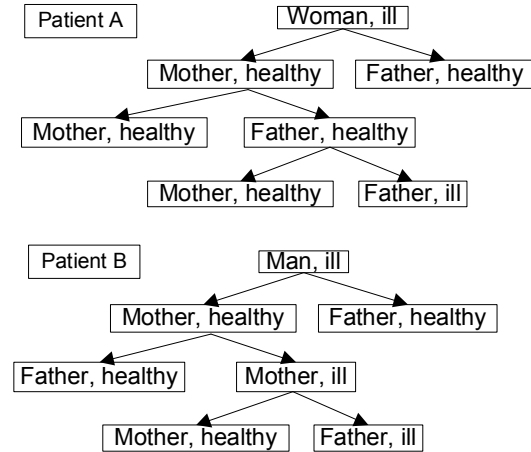 Patient A
Woman, ill
Mother, healthy
Father, healthy
Mother, healthy
Father, healthy
Mother, healthy
Father, ill
Patient B
Man, ill
Mother, healthy
Father, healthy
Father, healthy
Mother, ill
Mother, healthy
Father, ill